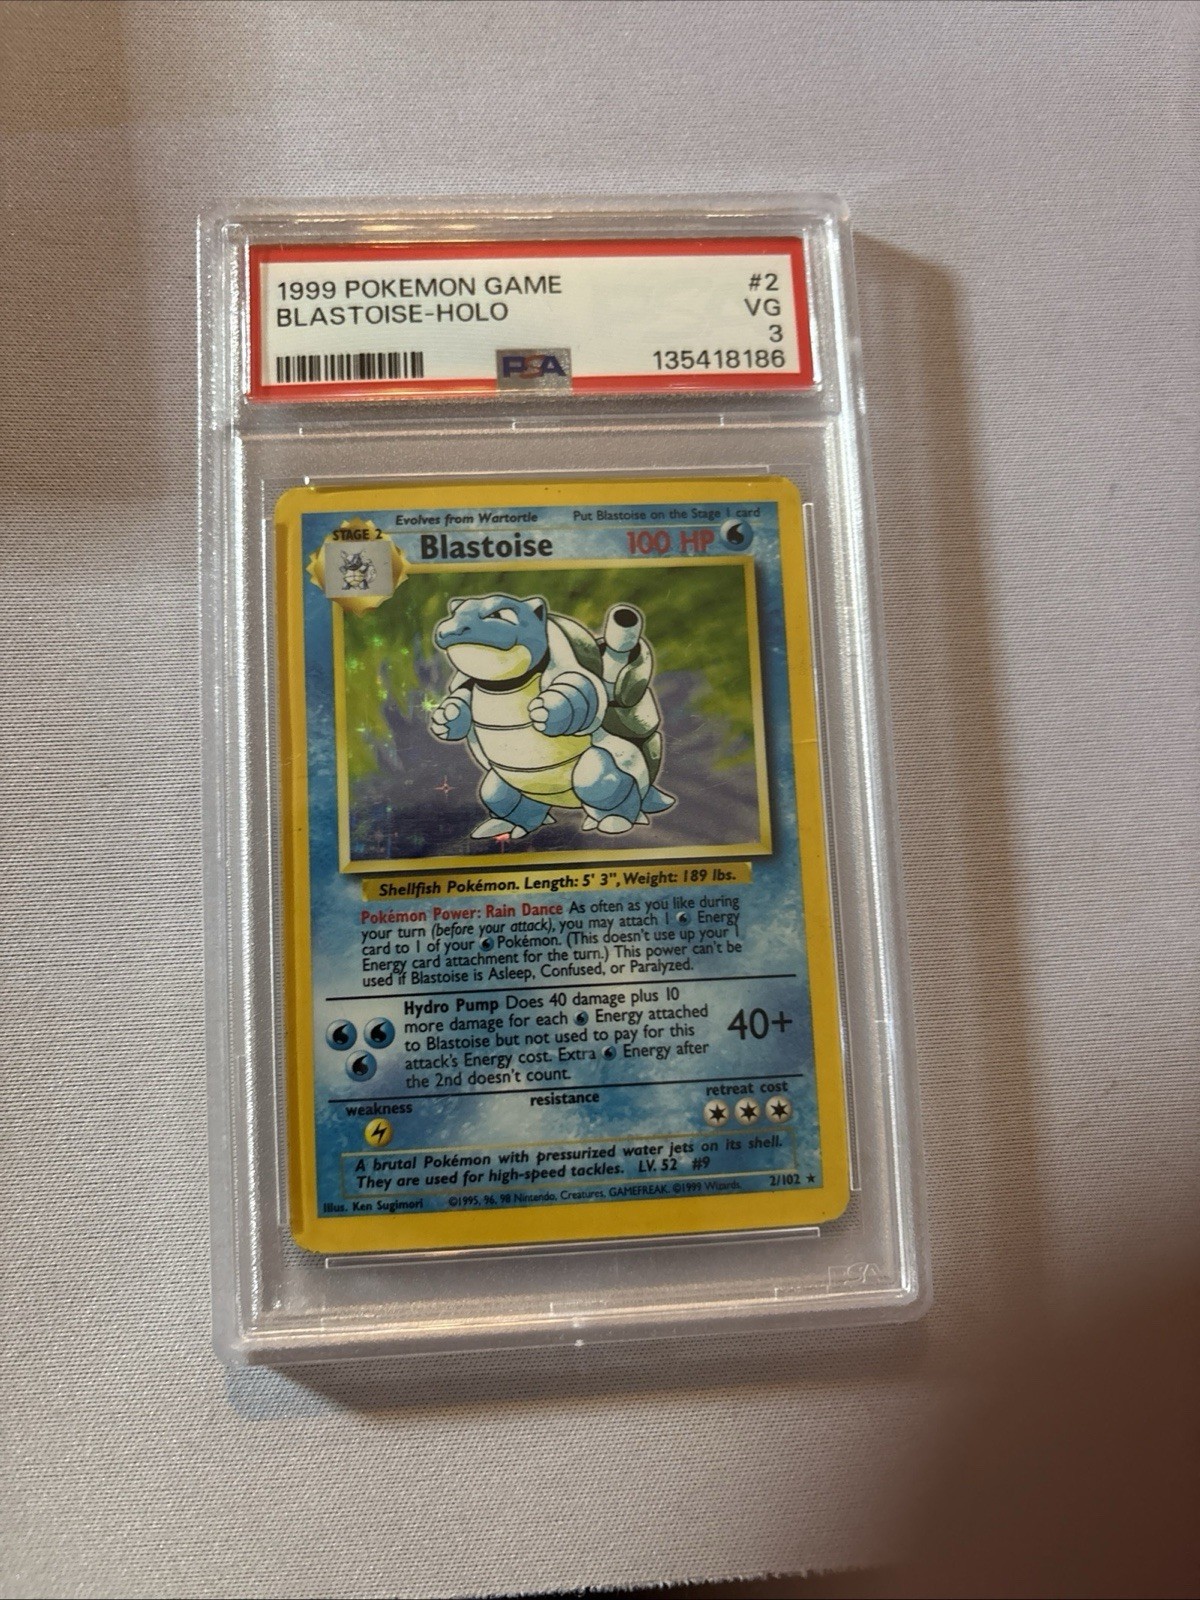 1999 POKEMON GAME #2
BLASTOISE-HOLO VG
3
PSA 135418186
Evolves from Wartortle Put Blastoise on the Stage 1 card
STAGE 2
Blastoise 100 HP
Shellfish Pokémon. Length: 5' 3", Weight: 189 lbs.
Pokémon Power: Rain Dance As often as you like during
your turn (before your attack), you may attach 1 Energy
card to 1 of your Pokémon. (This doesn't use up your 1
Energy card attachment for the turn.) This power can't be
used if Blastoise is Asleep, Confused, or Paralyzed.
Hydro Pump Does 40 damage plus 10
more damage for each Energy attached
to Blastoise but not used to pay for this
attack's Energy cost. Extra Energy after
the 2nd doesn't count.
40+
weakness resistance retreat cost
A brutal Pokémon with pressurized water jets on its shell.
They are used for high-speed tackles. LV. 52 #9
Illus. Ken Sugimori ©1995, 96, 98 Nintendo, Creatures, GAMEFREAK. ©1999 Wizards. 2/102 ★
PSA